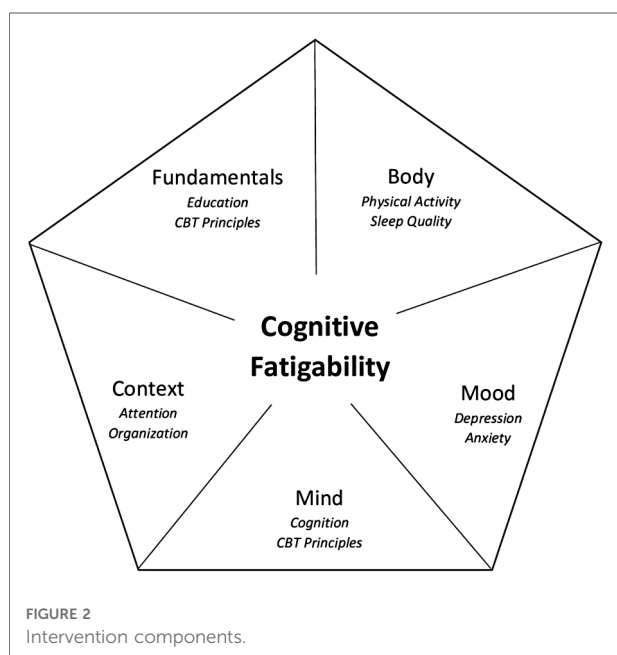 Fundamentals
Education
CBT Principles
Body
Physical Activity
Sleep Quality
Cognitive
Fatigability
Context
Attention
Organization
Mood
Depression
Anxiety
Mind
Cognition
CBT Principles
FIGURE 2
Intervention components.